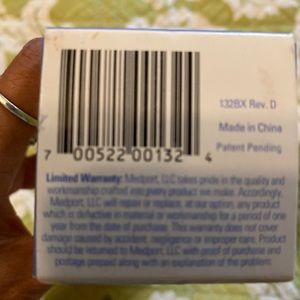 132BX Rev. D
Made in China
Patent Pending
7 00522 00132 4
Limited Warranty: Medport, LLC takes pride in the quality and
workmanship crafted into every product we make. Accordingly,
Medport, LLC will repair or replace, at our option, any product
which is defective in material or workmanship for a period of one
year from the date of purchase. This warranty does not cover
damage caused by accident, negligence or improper care. Product
should be returned to Medport, LLC with proof of purchase and
postage prepaid along with an explanation of the problem.